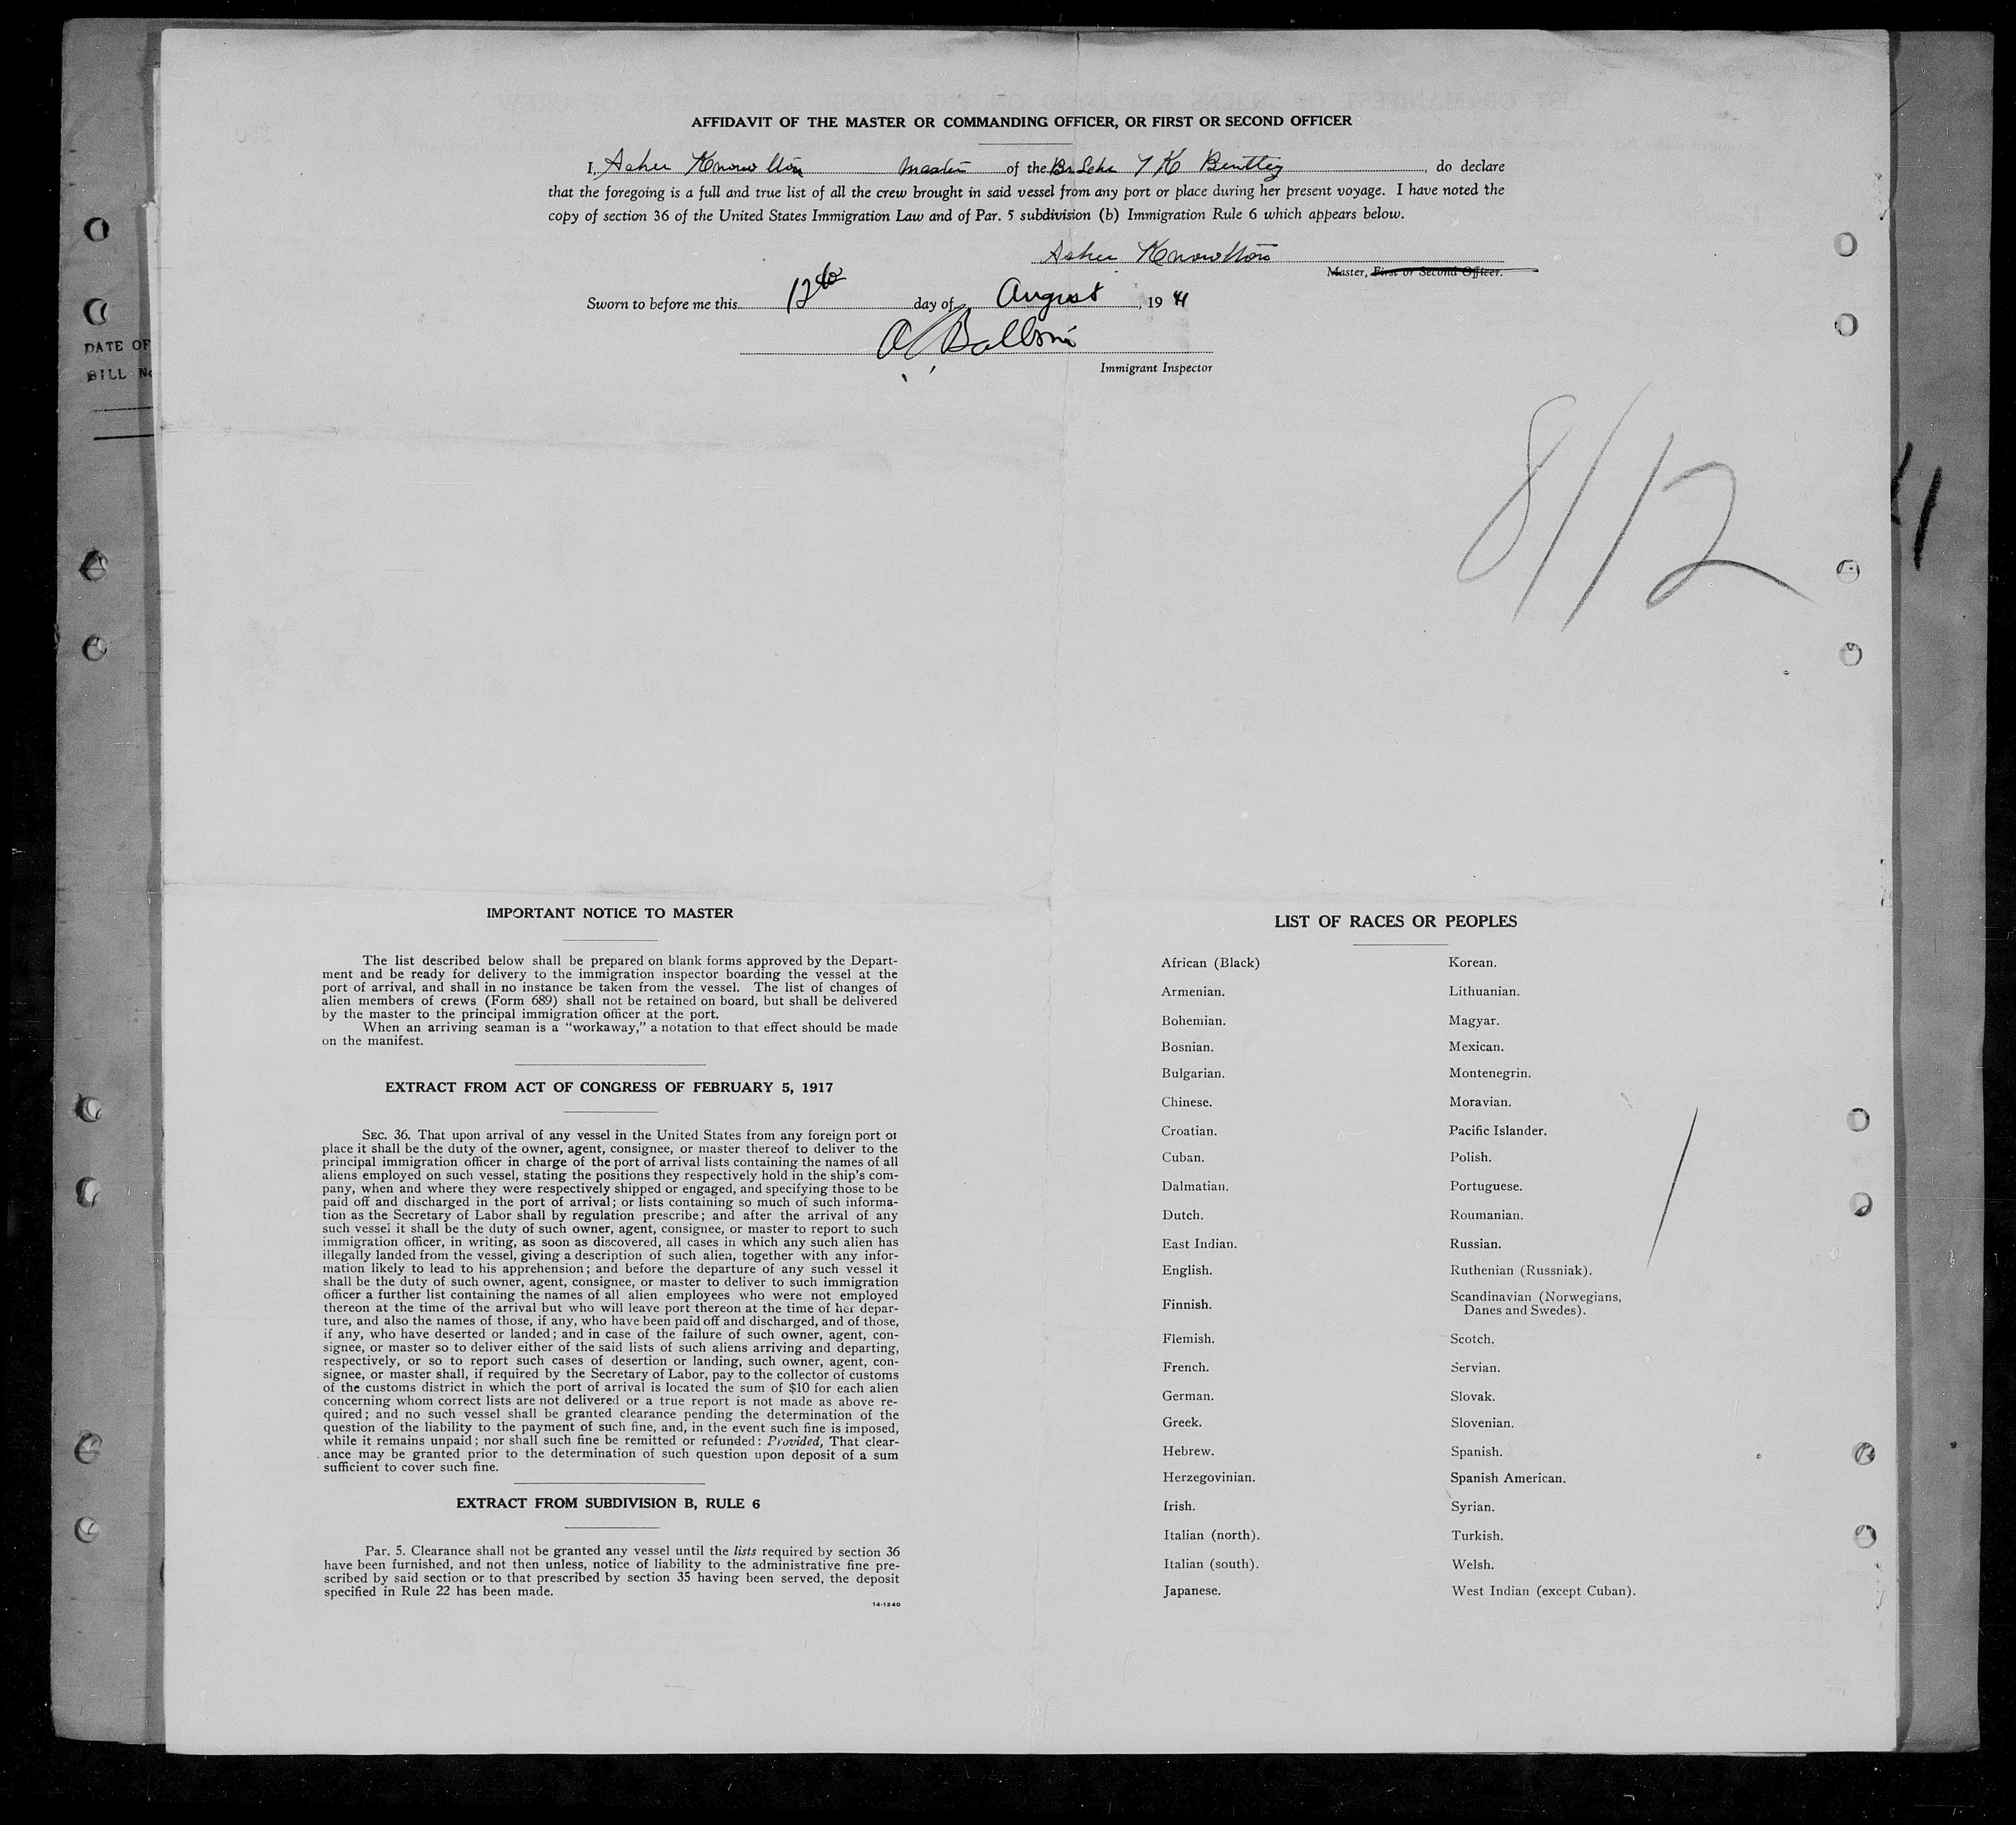 AFFIDAVIT OF THE MASTER OR COMMANDING OFFICER, OR FIRST OR SECOND OFFICER
I, Asher Knowlton Master of the Br Schr Bentley, do declare
that the foregoing is a full and true list of all the crew brought in said vessel from any port or place during her present voyage. I have noted the
copy of section 36 of the United States Immigration Law and of Par. 5 subdivision (b) Immigration Rule 6 which appears below.
Asher Knowlton
Master, First or Second Officer.
Sworn to before me this 12th day of August, 1941
Immigrant Inspector
DATE OF
BILL No
8/12
IMPORTANT NOTICE TO MASTER
The list described below shall be prepared on blank forms approved by the Depart-
ment and be ready for delivery to the immigration inspector boarding the vessel at the
port of arrival, and shall in no instance be taken from the vessel. The list of changes of
alien members of crews (Form 689) shall not be retained on board, but shall be delivered
by the master to the principal immigration officer at the port.
When an arriving seaman is a "workaway," a notation to that effect should be made
on the manifest.
EXTRACT FROM ACT OF CONGRESS OF FEBRUARY 5, 1917
SEC. 36. That upon arrival of any vessel in the United States from any foreign port or
place it shall be the duty of the owner, agent, consignee, or master thereof to deliver to the
principal immigration officer in charge of the port of arrival lists containing the names of all
aliens employed on such vessel, stating the positions they respectively hold in the ship's com-
pany, when and where they were respectively shipped or engaged, and specifying those to be
paid off and discharged in the port of arrival; or lists containing so much of such informa-
tion as the Secretary of Labor shall by regulation prescribe; and after the arrival of any
such vessel it shall be the duty of such owner, agent, consignee, or master to report to such
immigration officer, in writing, as soon as discovered, all cases in which any such alien has
illegally landed from the vessel, giving a description of such alien, together with any infor-
mation likely to lead to his apprehension; and before the departure of any such vessel it
shall be the duty of such owner, agent, consignee, or master to deliver to such immigration
officer a further list containing the names of all alien employees who were not employed
thereon at the time of the arrival but who will leave port thereon at the time of her depar-
ture, and also the names of those, if any, who have been paid off and discharged, and of those,
if any, who have deserted or landed; and in case of the failure of such owner, agent, con-
signee, or master so to deliver either of the said lists of such aliens arriving and departing,
respectively, or so to report such cases of desertion or landing, such owner, agent, con-
signee, or master shall, if required by the Secretary of Labor, pay to the collector of customs
of the customs district in which the port of arrival is located the sum of $10 for each alien
concerning whom correct lists are not delivered or a true report is not made as above re-
quired; and no such vessel shall be granted clearance pending the determination of the
question of the liability to the payment of such fine, and, in the event such fine is imposed,
while it remains unpaid; nor shall such fine be remitted or refunded: Provided, That clear-
ance may be granted prior to the determination of such question upon deposit of a sum
sufficient to cover such fine.
EXTRACT FROM SUBDIVISION B, RULE 6
Par. 5. Clearance shall not be granted any vessel until the lists required by section 36
have been furnished, and not then unless, notice of liability to the administrative fine pre-
scribed by said section or to that prescribed by section 35 having been served, the deposit
specified in Rule 22 has been made.
14-1240
LIST OF RACES OR PEOPLES
African (Black)
Armenian.
Bohemian.
Bosnian.
Bulgarian.
Chinese.
Croatian.
Cuban.
Dalmatian.
Dutch.
East Indian.
English.
Finnish.
Flemish.
French.
German.
Greek.
Hebrew.
Herzegovinian.
Irish.
Italian (north).
Italian (south).
Japanese.
Korean.
Lithuanian.
Magyar.
Mexican.
Montenegrin.
Moravian.
Pacific Islander.
Polish.
Portuguese.
Roumanian.
Russian.
Ruthenian (Russniak).
Scandinavian (Norwegians,
Danes and Swedes).
Scotch.
Servian.
Slovak.
Slovenian.
Spanish.
Spanish American.
Syrian.
Turkish.
Welsh.
West Indian (except Cuban).